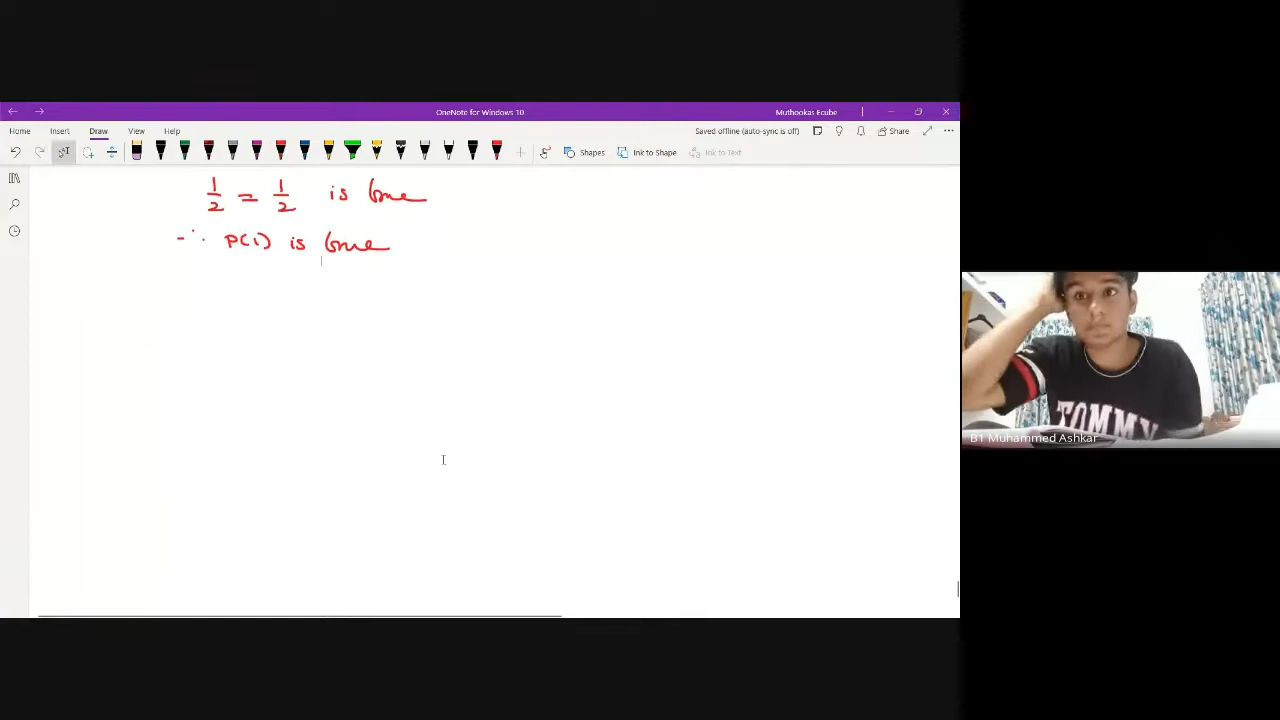 OneNote for Windows 10
Muthookas Ecube
Home Insert Draw View Help
Saved offline (auto-sync is off) Share
Shapes Ink to Shape Ink to Text
1/2 = 1/2 is true
∴ P(1) is true
TOMMY
B1 Muhammed Ashkar